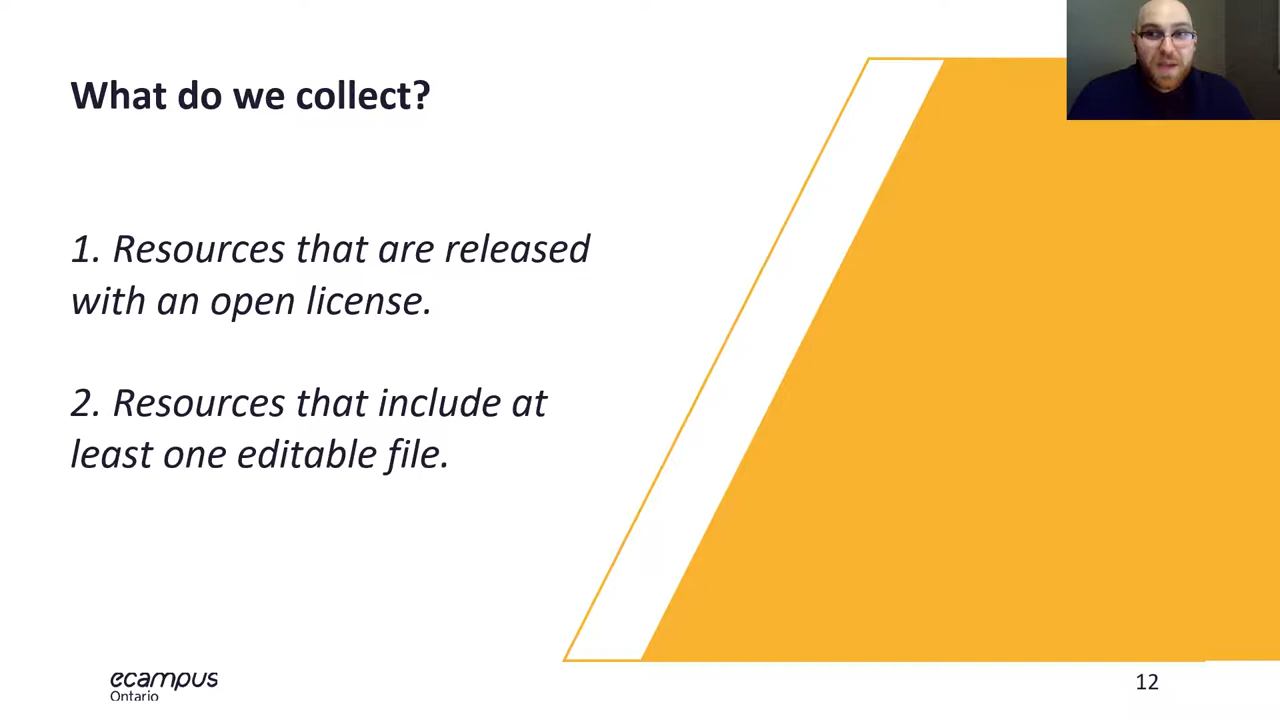 What do we collect?
1. Resources that are released
with an open license.
2. Resources that include at
least one editable file.
ecampus
Ontario
12